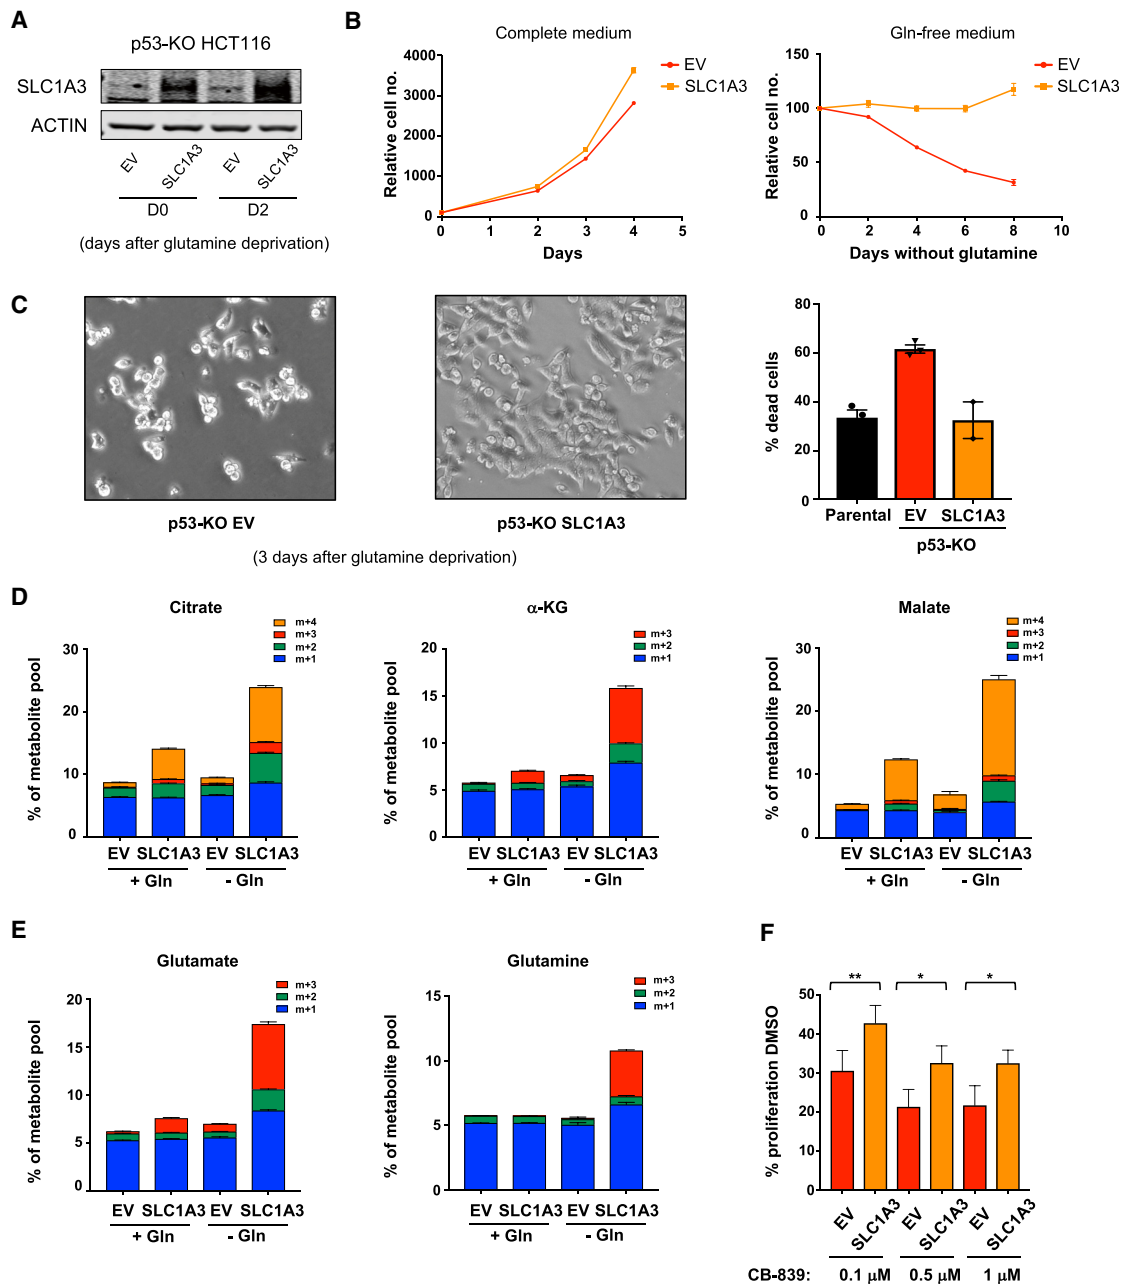 A
p53-KO HCT116
SLC1A3
ACTIN
EV
SLC1A3
EV
SLC1A3
D0
D2
(days after glutamine deprivation)
B
Complete medium
Relative cell no.
4000
3000
2000
1000
0
0 1 2 3 4 5
Days
EV
SLC1A3
Gln-free medium
Relative cell no.
150
100
50
0
0 2 4 6 8 10
Days without glutamine
EV
SLC1A3
C
p53-KO EV
p53-KO SLC1A3
(3 days after glutamine deprivation)
% dead cells
80
60
40
20
0
Parental EV SLC1A3
p53-KO
D
Citrate
m+4
m+3
m+2
m+1
% of metabolite pool
30
20
10
0
EV SLC1A3 EV SLC1A3
+ Gln - Gln
α-KG
m+3
m+2
m+1
% of metabolite pool
20
15
10
5
0
EV SLC1A3 EV SLC1A3
+ Gln - Gln
Malate
m+4
m+3
m+2
m+1
% of metabolite pool
30
20
10
0
EV SLC1A3 EV SLC1A3
+ Gln - Gln
E
Glutamate
m+3
m+2
m+1
% of metabolite pool
20
15
10
5
0
EV SLC1A3 EV SLC1A3
+ Gln - Gln
Glutamine
m+3
m+2
m+1
% of metabolite pool
15
10
5
0
EV SLC1A3 EV SLC1A3
+ Gln - Gln
F
** * *
% proliferation DMSO
50
40
30
20
10
0
EV
SLC1A3
EV
SLC1A3
EV
SLC1A3
CB-839: 0.1 μM 0.5 μM 1 μM